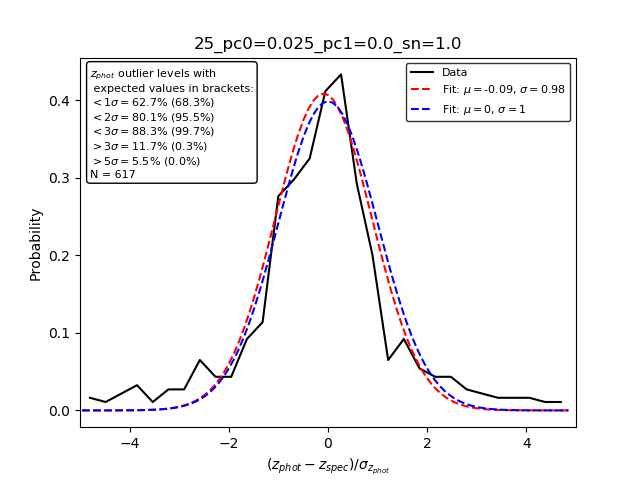 25_pc0=0.025_pc1=0.0_sn=1.0
z_phot outlier levels with
expected values in brackets:
< 1σ = 62.7% (68.3%)
< 2σ = 80.1% (95.5%)
< 3σ = 88.3% (99.7%)
> 3σ = 11.7% (0.3%)
> 5σ = 5.5% (0.0%)
N = 617
Data
Fit: μ = -0.09, σ = 0.98
Fit: μ = 0, σ = 1
Probability
0.4
0.3
0.2
0.1
0.0
−4 −2 0 2 4
(z_phot − z_spec)/σ_z_phot